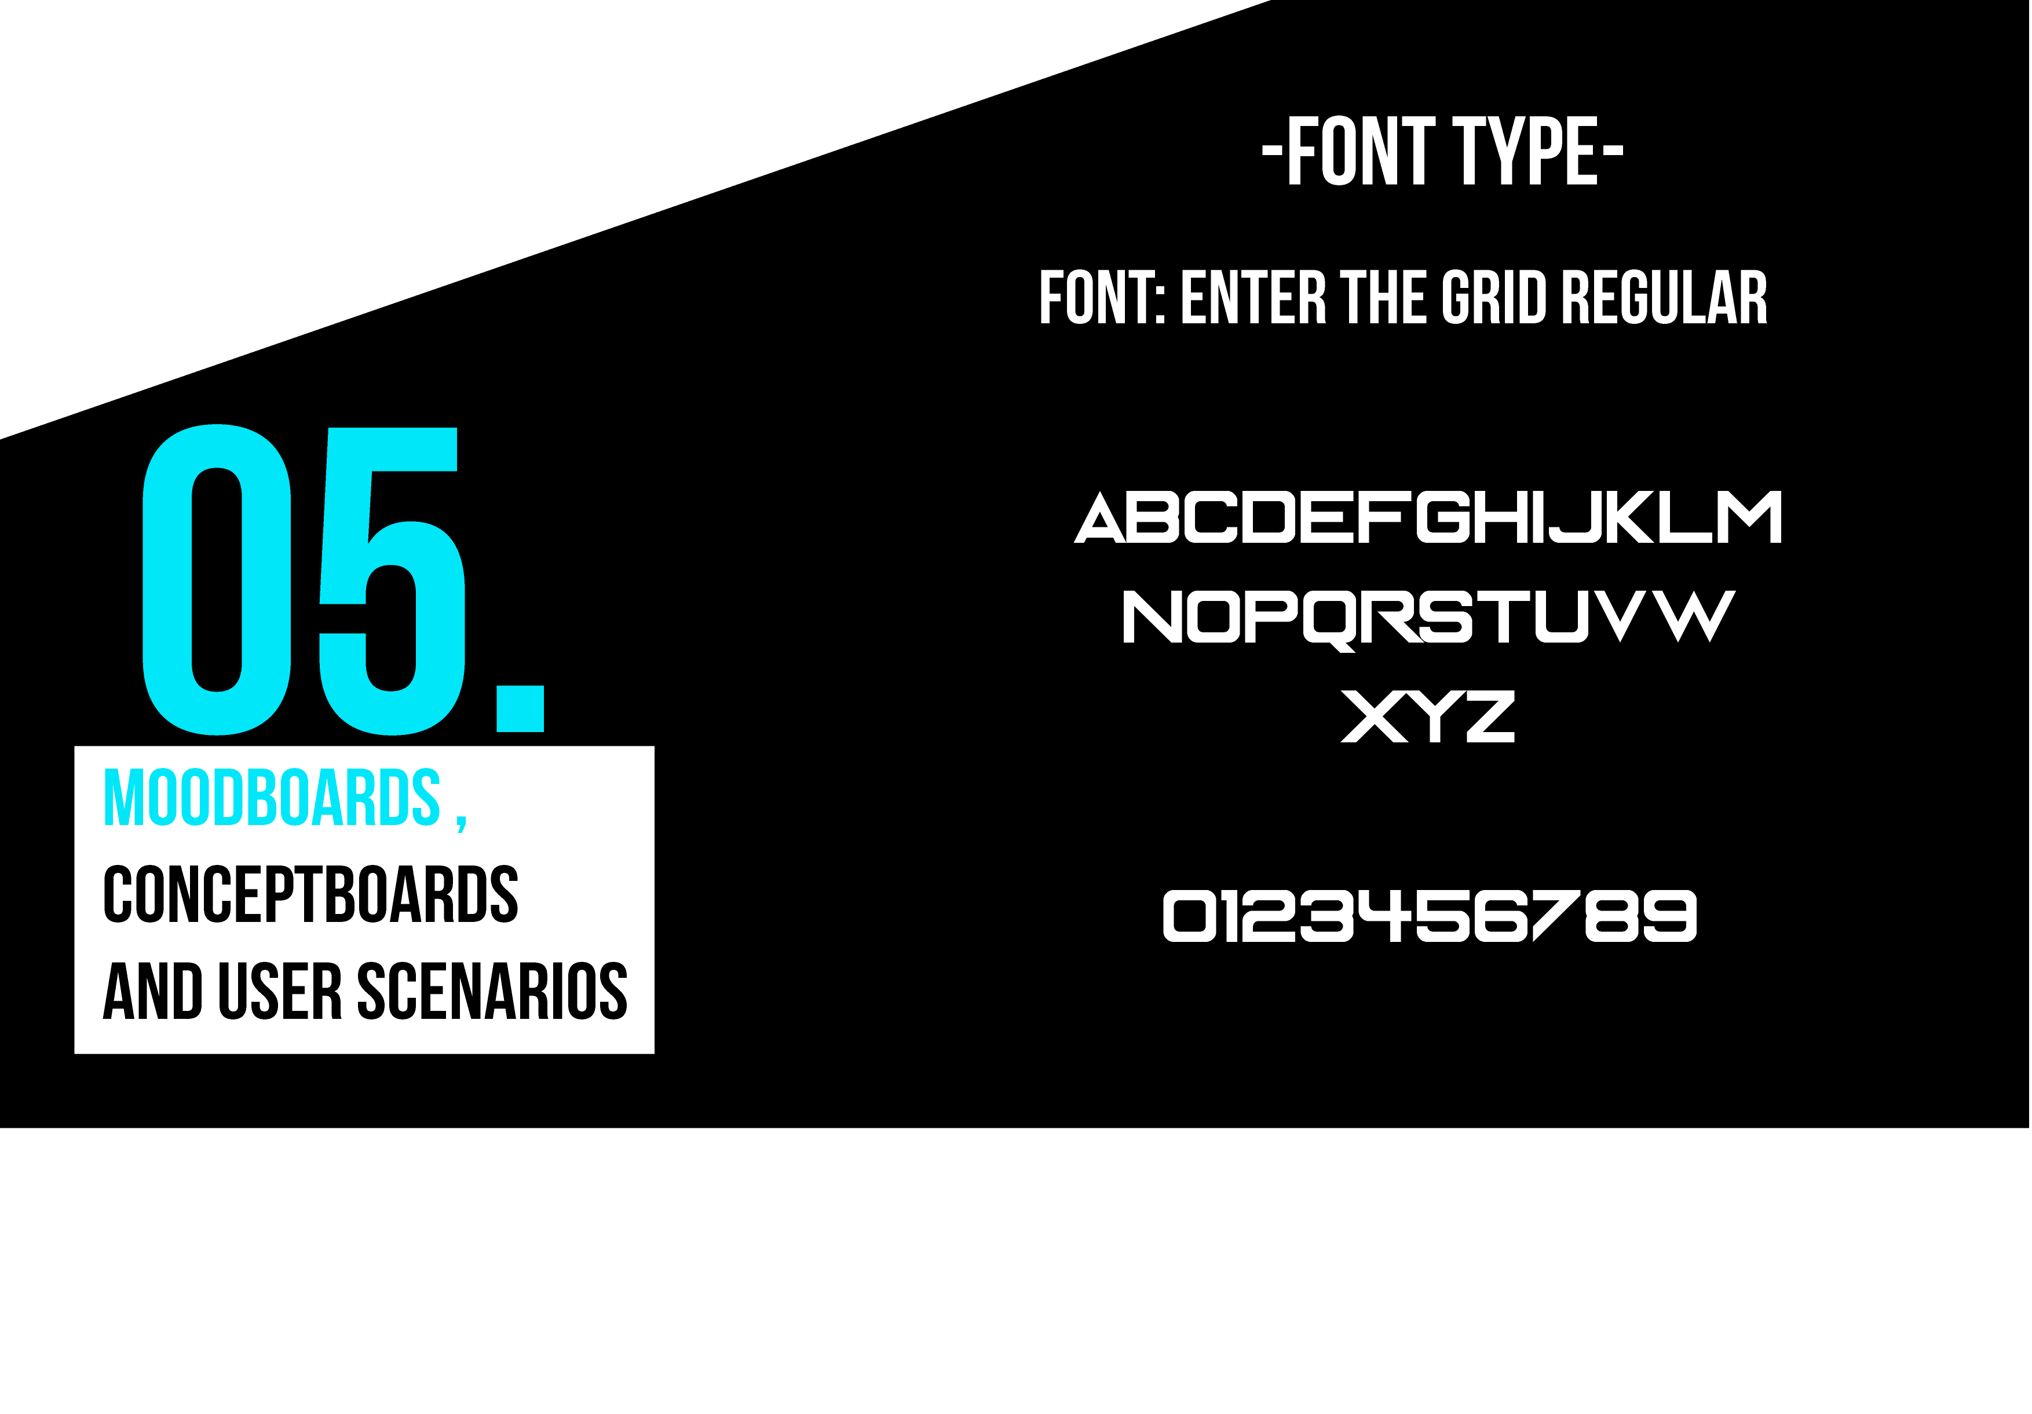 05.
MOODBOARDS ,
CONCEPTBOARDS
AND USER SCENARIOS
-FONT TYPE-
FONT: ENTER THE GRID REGULAR
ABCDEFGHIJKLM
NOPQRSTUVW
XYZ
0123456789